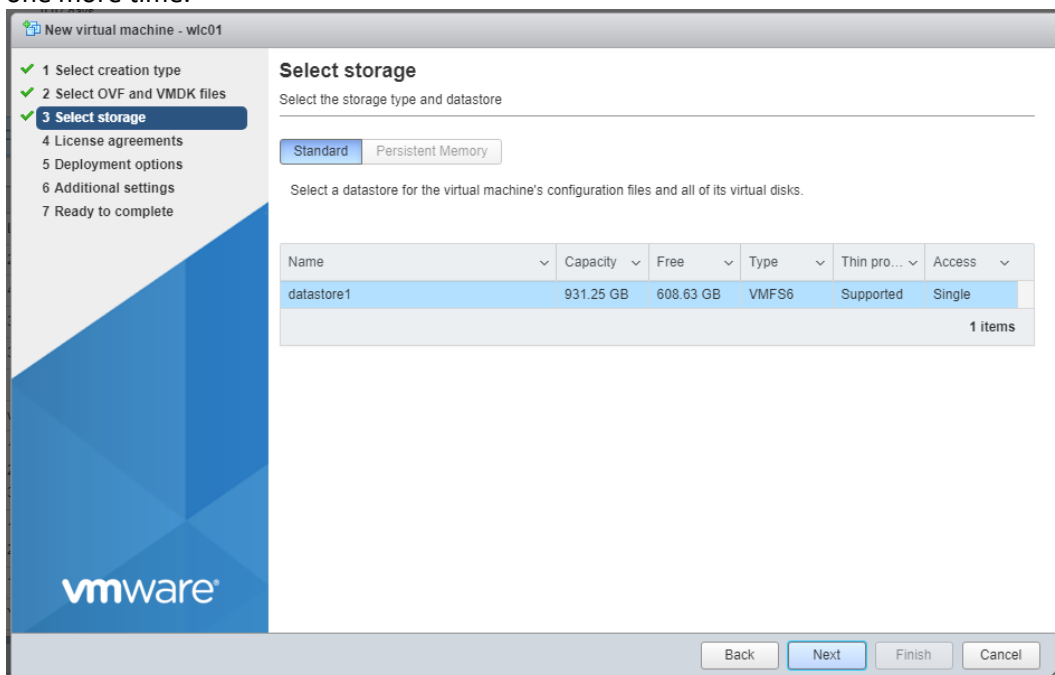 New virtual machine - wlc01
1 Select creation type
2 Select OVF and VMDK files
3 Select storage
4 License agreements
5 Deployment options
6 Additional settings
7 Ready to complete
Select storage
Select the storage type and datastore
Standard Persistent Memory
Select a datastore for the virtual machine's configuration files and all of its virtual disks.
Name Capacity Free Type Thin pro... Access
datastore1 931.25 GB 608.63 GB VMFS6 Supported Single
1 items
vmware®
Back Next Finish Cancel